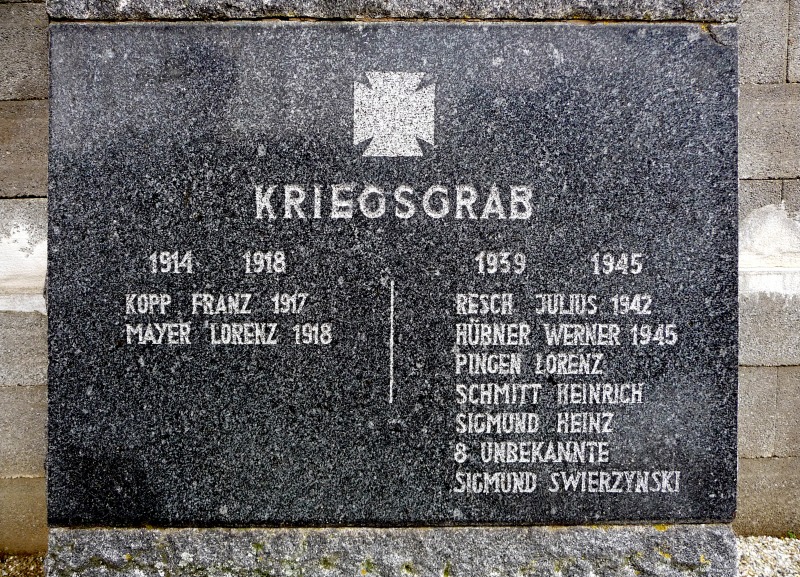 KRIEGSGRAB
1914 1918
KOPP FRANZ 1917
MAYER LORENZ 1918
1939 1945
RESCH JULIUS 1942
HÜBNER WERNER 1945
PINGEN LORENZ
SCHMITT HEINRICH
SIGMUND HEINZ
8 UNBEKANNTE
SIGMUND SWIERZYNSKI